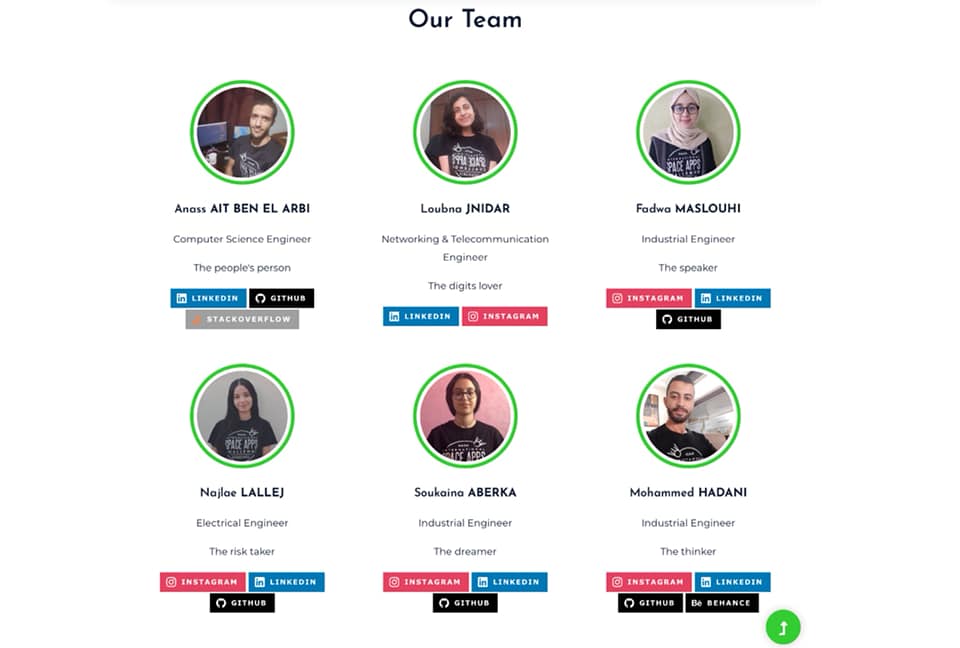 Our Team
Anass AIT BEN EL ARBI
Computer Science Engineer
The people's person
LINKEDIN
GITHUB
STACKOVERFLOW
Loubna JNIDAR
Networking & Telecommunication
Engineer
The digits lover
LINKEDIN
INSTAGRAM
Fadwa MASLOUHI
Industrial Engineer
The speaker
INSTAGRAM
LINKEDIN
GITHUB
Najlae LALLEJ
Electrical Engineer
The risk taker
INSTAGRAM
LINKEDIN
GITHUB
Soukaina ABERKA
Industrial Engineer
The dreamer
INSTAGRAM
LINKEDIN
GITHUB
Mohammed HADANI
Industrial Engineer
The thinker
INSTAGRAM
LINKEDIN
GITHUB
Bē BEHANCE